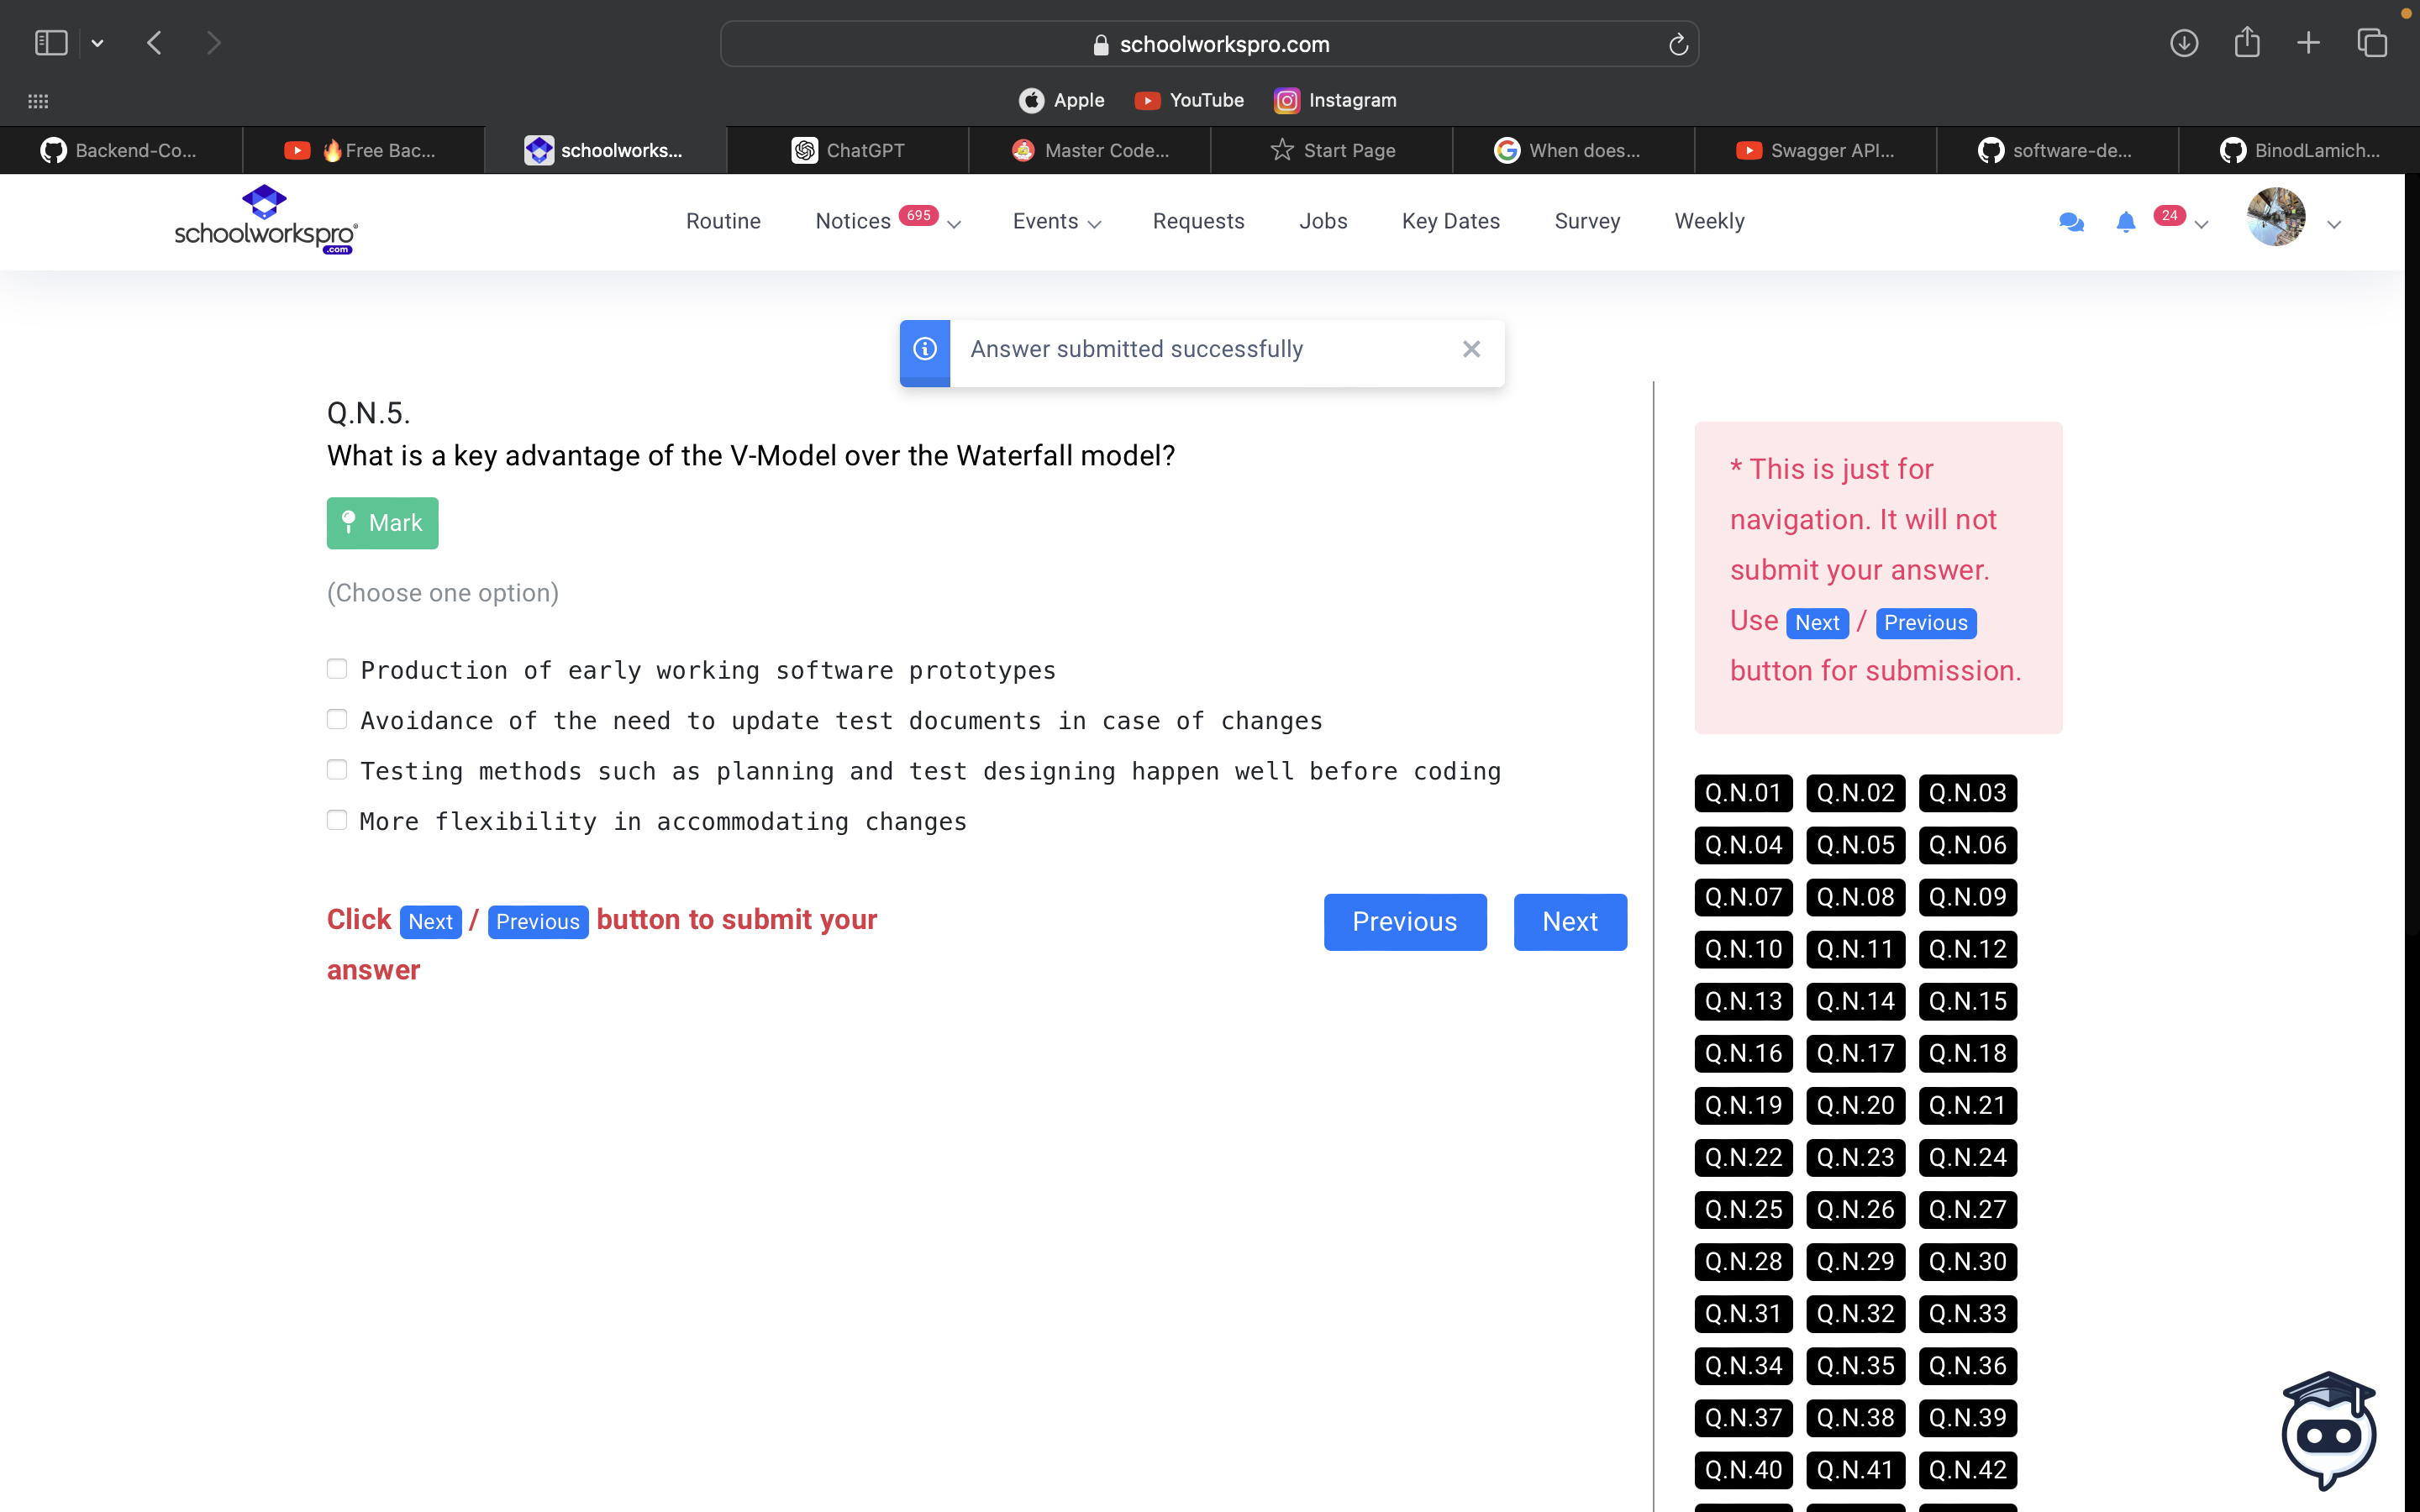 schoolworkspro.com
Apple YouTube Instagram
Backend-Co... 🔥Free Bac... schoolworks... ChatGPT Master Code... Start Page When does... Swagger API... software-de... BinodLamich...
schoolworkspro®
.com
Routine Notices 695 Events Requests Jobs Key Dates Survey Weekly 24
Answer submitted successfully
Q.N.5.
What is a key advantage of the V-Model over the Waterfall model?
Mark
(Choose one option)
Production of early working software prototypes
Avoidance of the need to update test documents in case of changes
Testing methods such as planning and test designing happen well before coding
More flexibility in accommodating changes
Click Next / Previous button to submit your
answer
Previous Next
* This is just for
navigation. It will not
submit your answer.
Use Next / Previous
button for submission.
Q.N.01 Q.N.02 Q.N.03
Q.N.04 Q.N.05 Q.N.06
Q.N.07 Q.N.08 Q.N.09
Q.N.10 Q.N.11 Q.N.12
Q.N.13 Q.N.14 Q.N.15
Q.N.16 Q.N.17 Q.N.18
Q.N.19 Q.N.20 Q.N.21
Q.N.22 Q.N.23 Q.N.24
Q.N.25 Q.N.26 Q.N.27
Q.N.28 Q.N.29 Q.N.30
Q.N.31 Q.N.32 Q.N.33
Q.N.34 Q.N.35 Q.N.36
Q.N.37 Q.N.38 Q.N.39
Q.N.40 Q.N.41 Q.N.42